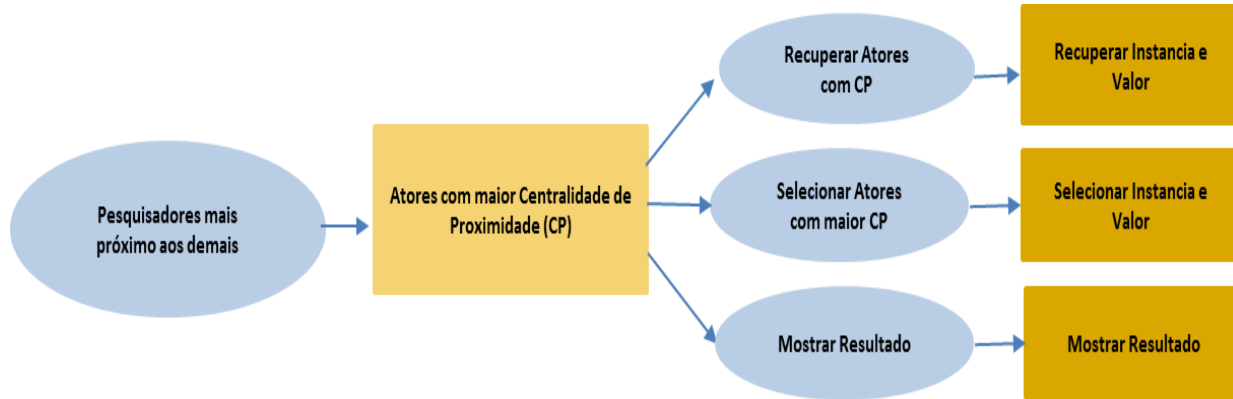 Pesquisadores mais
próximo aos demais
Atores com maior Centralidade de
Proximidade (CP)
Recuperar Atores
com CP
Recuperar Instancia e
Valor
Selecionar Atores
com maior CP
Selecionar Instancia e
Valor
Mostrar Resultado
Mostrar Resultado